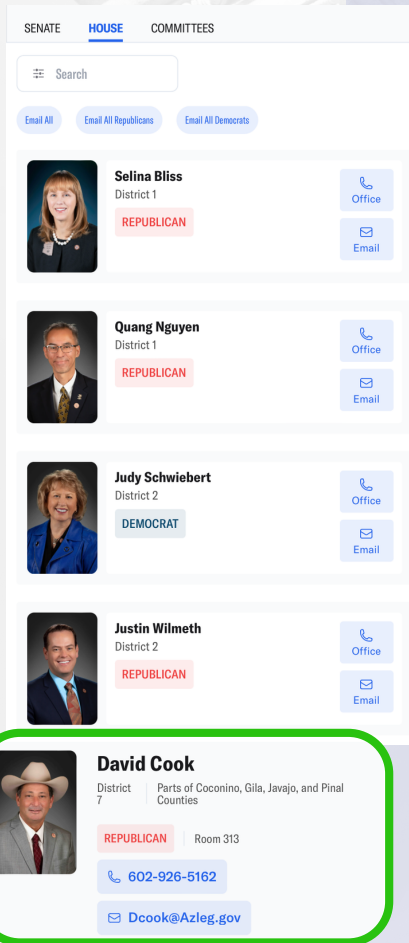 SENATE HOUSE COMMITTEES
Search
Email All Email All Republicans Email All Democrats
Selina Bliss
District 1
REPUBLICAN
Office
Email
Quang Nguyen
District 1
REPUBLICAN
Office
Email
Judy Schwiebert
District 2
DEMOCRAT
Office
Email
Justin Wilmeth
District 2
REPUBLICAN
Office
Email
David Cook
District 7
Parts of Coconino, Gila, Javajo, and Pinal
Counties
REPUBLICAN Room 313
602-926-5162
Dcook@Azleg.gov